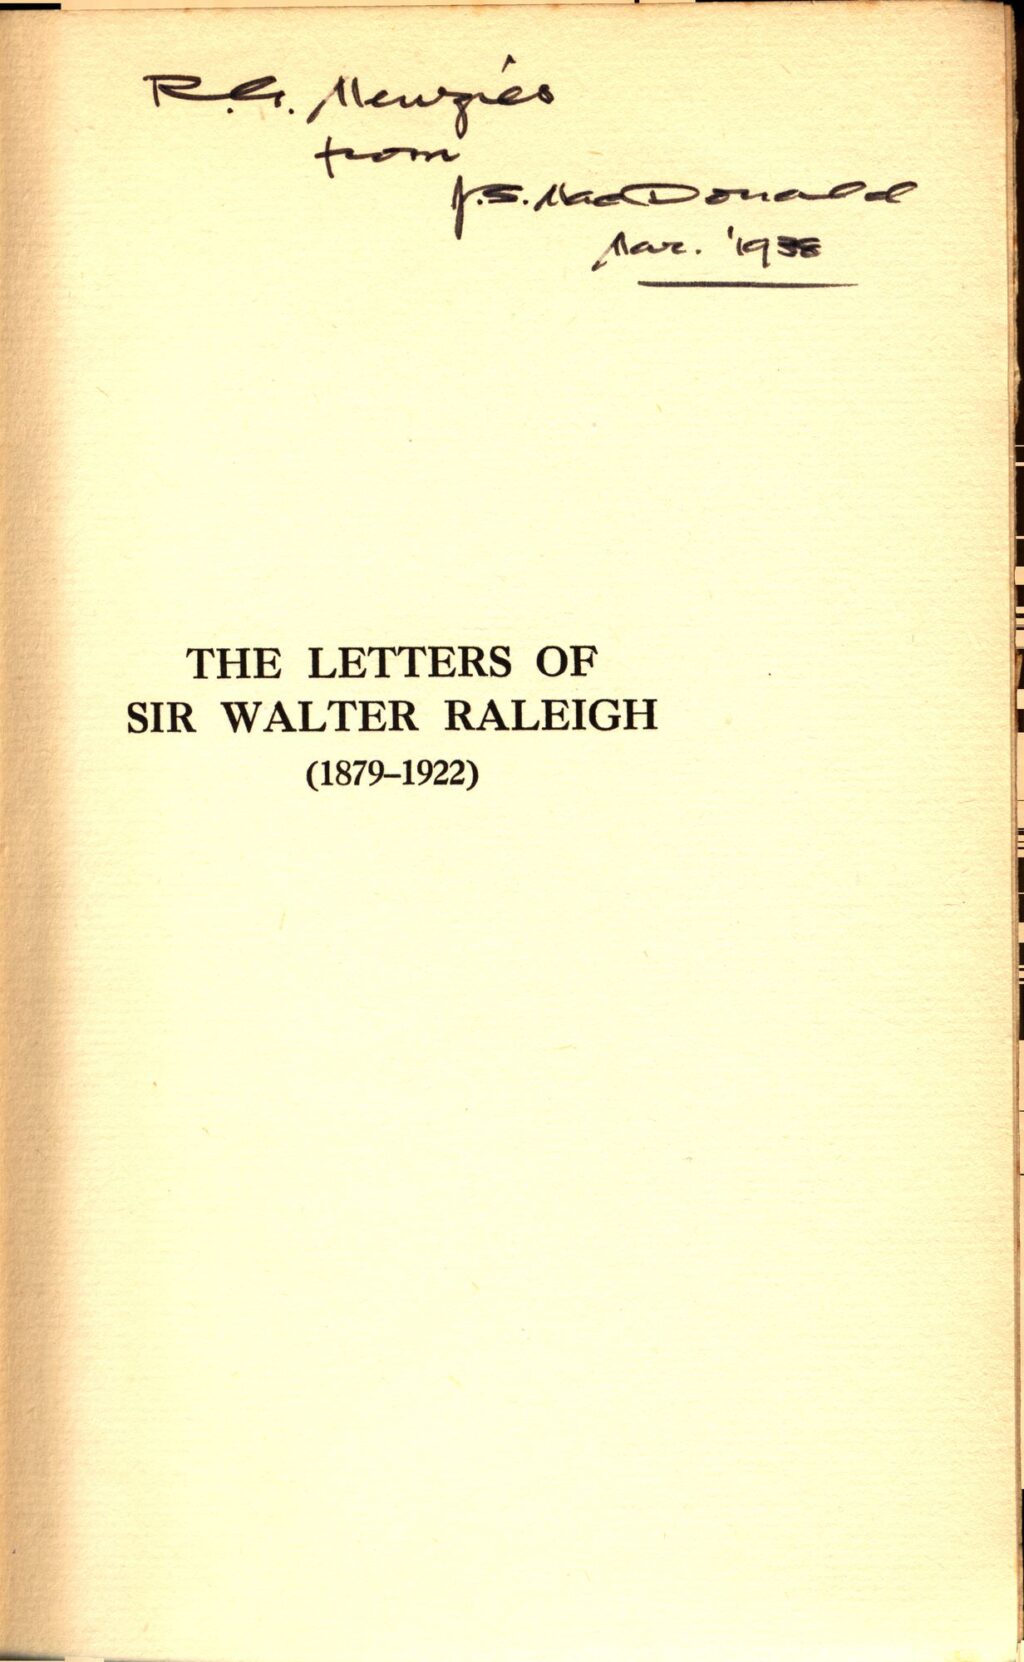 R.G. Menzies
from
J.S. MacDonald
Mar. '1938
THE LETTERS OF
SIR WALTER RALEIGH
(1879–1922)